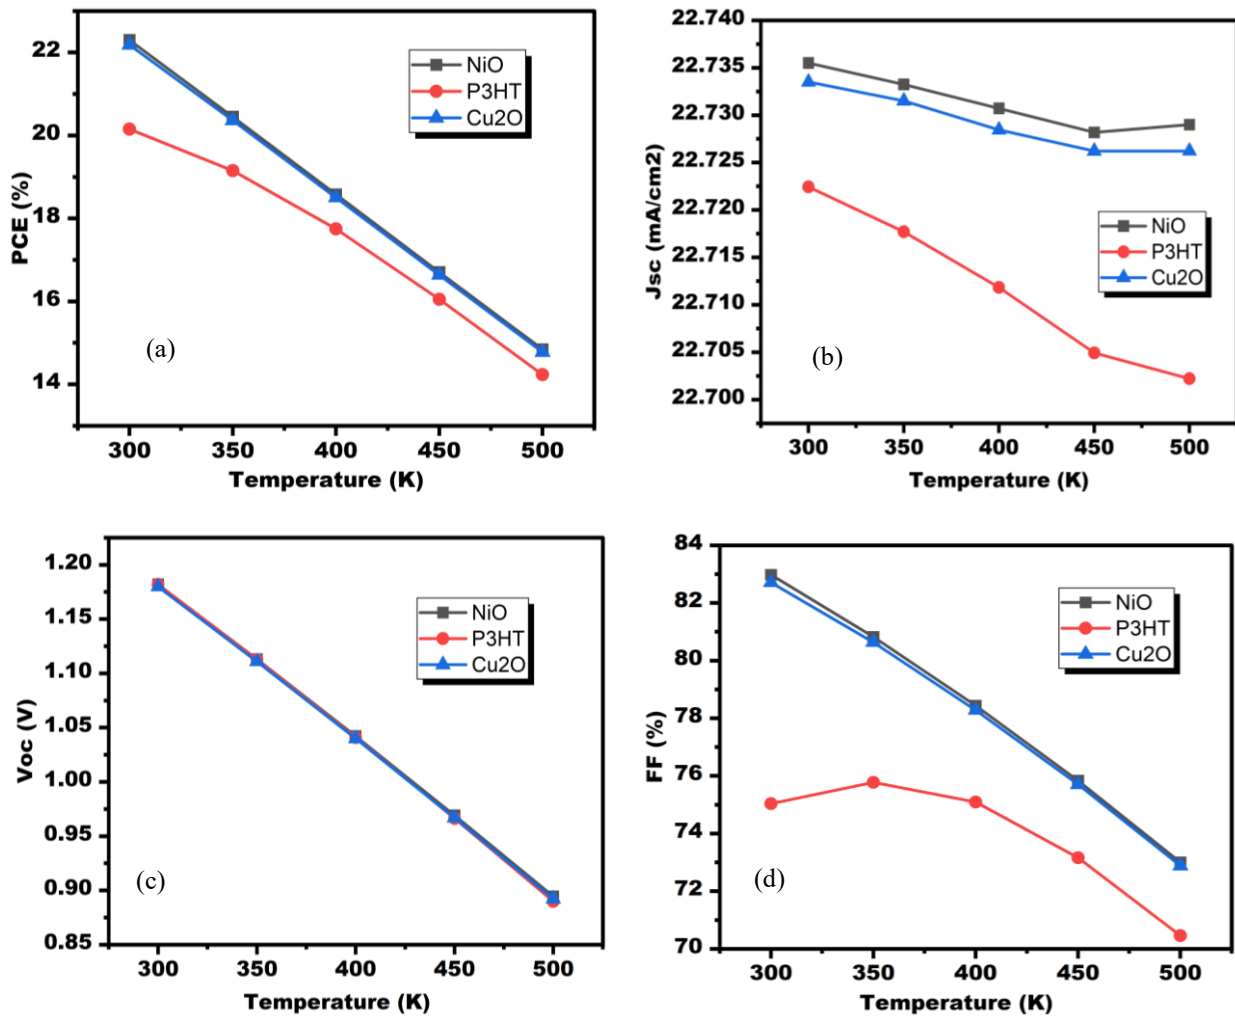 22
20
18
16
14
PCE (%)
NiO
P3HT
Cu2O
(a)
300 350 400 450 500
Temperature (K)
22.740
22.735
22.730
22.725
22.720
22.715
22.710
22.705
22.700
Jsc (mA/cm2)
NiO
P3HT
Cu2O
(b)
300 350 400 450 500
Temperature (K)
1.20
1.15
1.10
1.05
1.00
0.95
0.90
0.85
Voc (V)
NiO
P3HT
Cu2O
(c)
300 350 400 450 500
Temperature (K)
84
82
80
78
76
74
72
70
FF (%)
NiO
P3HT
Cu2O
(d)
300 350 400 450 500
Temperature (K)